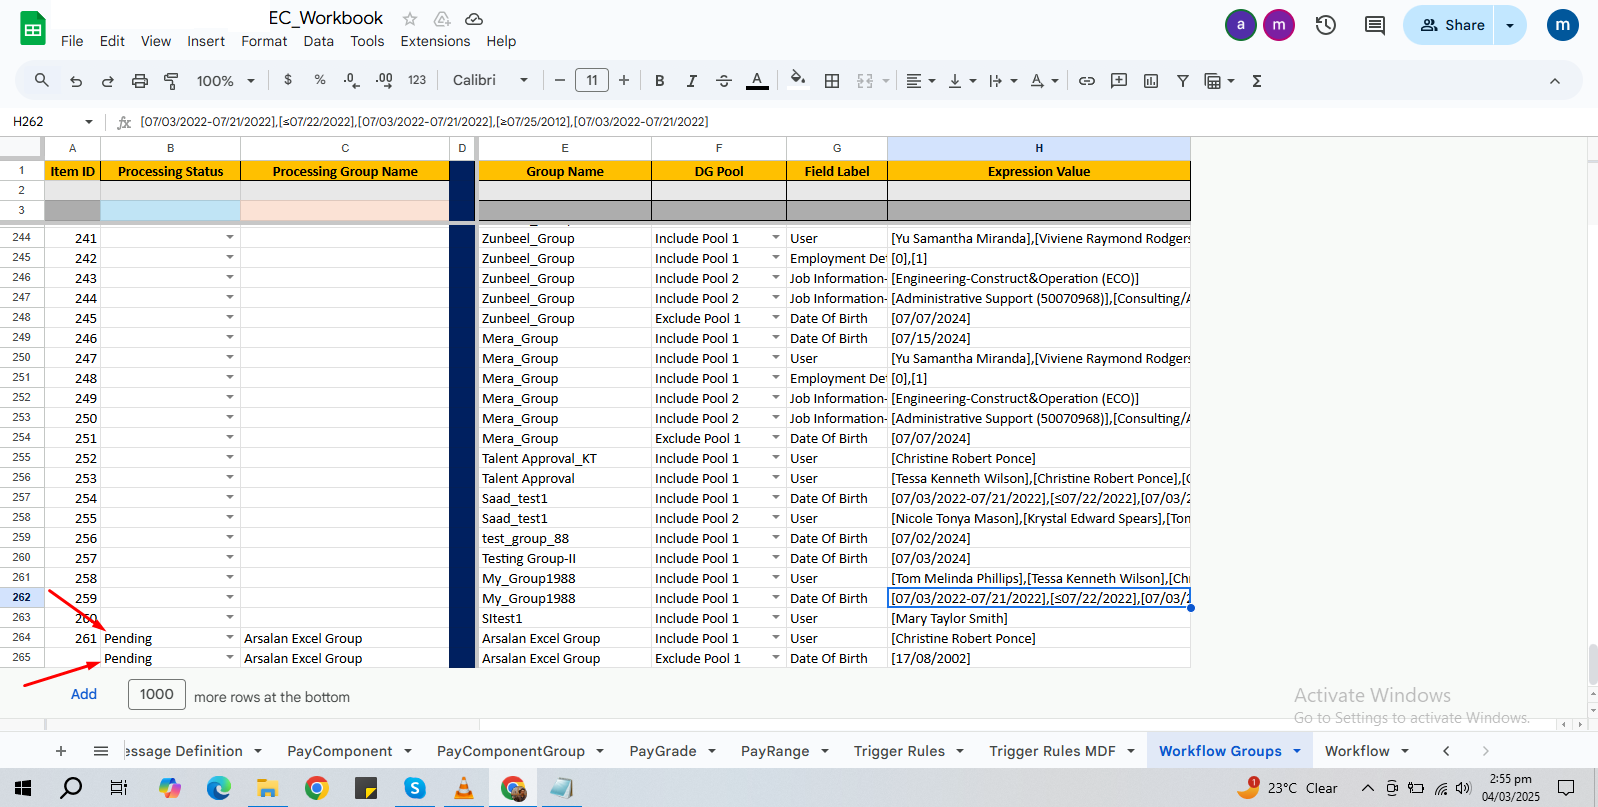 EC_Workbook
File Edit View Insert Format Data Tools Extensions Help
a m Share m
100% $ % .0 .00 123 Calibri 11 B I A
H262 fx [07/03/2022-07/21/2022],[≤07/22/2022],[07/03/2022-07/21/2022],[≥07/25/2012],[07/03/2022-07/21/2022]
A B C D E F G H
1 Item ID Processing Status Processing Group Name Group Name DG Pool Field Label Expression Value
2
3
244 241 Zunbeel_Group Include Pool 1 User [Yu Samantha Miranda],[Viviene Raymond Rodgers
245 242 Zunbeel_Group Include Pool 1 Employment De [0],[1]
246 243 Zunbeel_Group Include Pool 2 Job Information- [Engineering-Construct&Operation (ECO)]
247 244 Zunbeel_Group Include Pool 2 Job Information- [Administrative Support (50070968)],[Consulting/A
248 245 Zunbeel_Group Exclude Pool 1 Date Of Birth [07/07/2024]
249 246 Mera_Group Include Pool 1 Date Of Birth [07/15/2024]
250 247 Mera_Group Include Pool 1 User [Yu Samantha Miranda],[Viviene Raymond Rodgers
251 248 Mera_Group Include Pool 1 Employment De [0],[1]
252 249 Mera_Group Include Pool 2 Job Information- [Engineering-Construct&Operation (ECO)]
253 250 Mera_Group Include Pool 2 Job Information- [Administrative Support (50070968)],[Consulting/A
254 251 Mera_Group Exclude Pool 1 Date Of Birth [07/07/2024]
255 252 Talent Approval_KT Include Pool 1 User [Christine Robert Ponce]
256 253 Talent Approval Include Pool 1 User [Tessa Kenneth Wilson],[Christine Robert Ponce],[
257 254 Saad_test1 Include Pool 1 Date Of Birth [07/03/2022-07/21/2022],[≤07/22/2022],[07/03/2
258 255 Saad_test1 Include Pool 2 User [Nicole Tonya Mason],[Krystal Edward Spears],[Ton
259 256 test_group_88 Include Pool 1 Date Of Birth [07/02/2024]
260 257 Testing Group-II Include Pool 1 Date Of Birth [07/03/2024]
261 258 My_Group1988 Include Pool 1 User [Tom Melinda Phillips],[Tessa Kenneth Wilson],[Ch
262 259 My_Group1988 Include Pool 1 Date Of Birth [07/03/2022-07/21/2022],[≤07/22/2022],[07/03/2
263 260 SItest1 Include Pool 1 User [Mary Taylor Smith]
264 261 Pending Arsalan Excel Group Arsalan Excel Group Include Pool 1 User [Christine Robert Ponce]
265 Pending Arsalan Excel Group Arsalan Excel Group Exclude Pool 1 Date Of Birth [17/08/2002]
Add 1000 more rows at the bottom
Activate Windows
Go to Settings to activate Windows.
essage Definition PayComponent PayComponentGroup PayGrade PayRange Trigger Rules Trigger Rules MDF Workflow Groups Workflow
1 23°C Clear 2:55 pm
04/03/2025